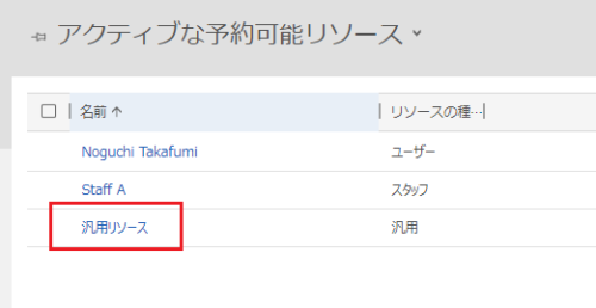 アクティブな予約可能リソース
名前 ↑ リソースの種…
Noguchi Takafumi ユーザー
Staff A スタッフ
汎用リソース 汎用